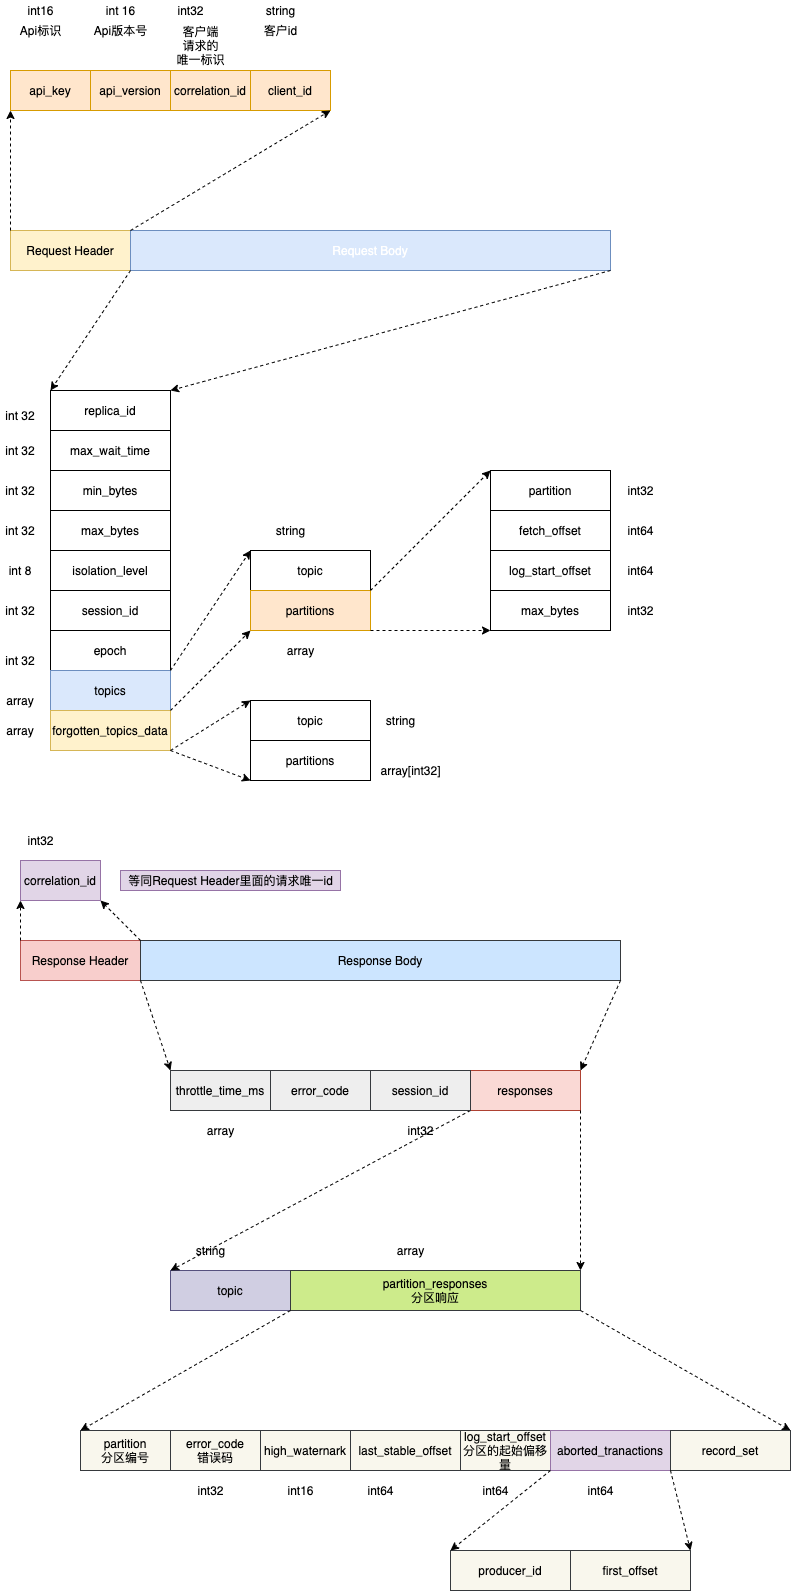 int16
int 16
int32
string
Api标识
Api版本号
客户端
请求的
唯一标识
客户id
api_key
api_version
correlation_id
client_id
Request Header
Request Body
int 32
replica_id
int 32
max_wait_time
int 32
min_bytes
int 32
max_bytes
int 8
isolation_level
int 32
session_id
int 32
epoch
array
topics
array
forgotten_topics_data
string
topic
partitions
array
partition
int32
fetch_offset
int64
log_start_offset
int64
max_bytes
int32
topic
string
partitions
array[int32]
int32
correlation_id
等同Request Header里面的请求唯一id
Response Header
Response Body
throttle_time_ms
error_code
session_id
responses
array
int32
string
array
topic
partition_responses
分区响应
partition
分区编号
error_code
错误码
high_waternark
last_stable_offset
log_start_offset
分区的起始偏移
量
aborted_tranactions
record_set
int32
int16
int64
int64
int64
producer_id
first_offset